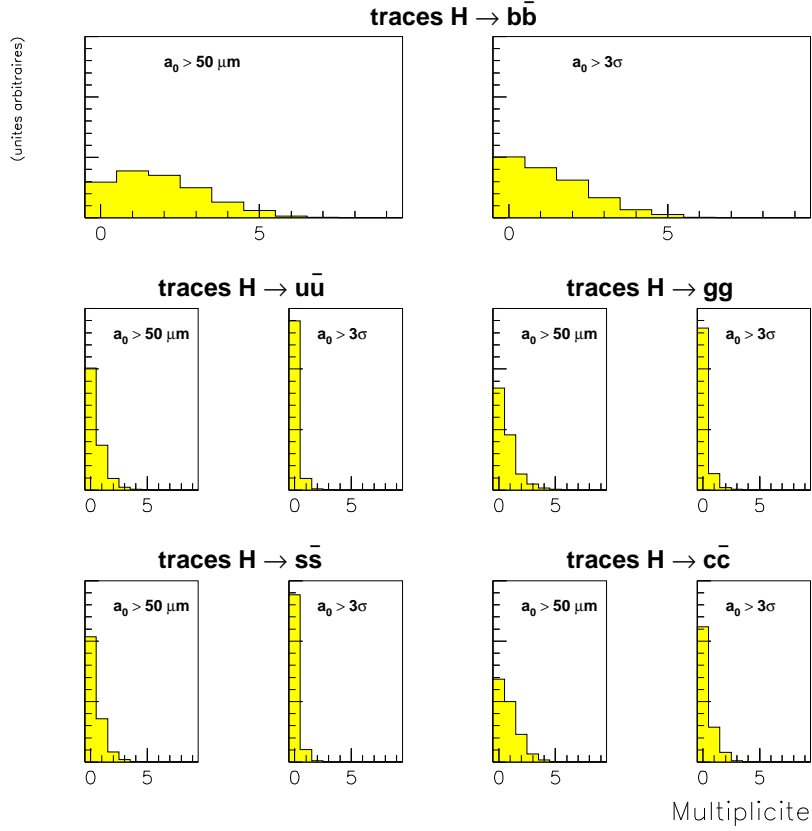 traces H → bb̄
(unites arbitraires)
a₀ > 50 μm
a₀ > 3σ
0 5
0 5
traces H → uū
traces H → gg
a₀ > 50 μm
a₀ > 3σ
a₀ > 50 μm
a₀ > 3σ
0 5
0 5
0 5
0 5
traces H → ss̄
traces H → cc̄
a₀ > 50 μm
a₀ > 3σ
a₀ > 50 μm
a₀ > 3σ
0 5
0 5
0 5
0 5
Multiplicite